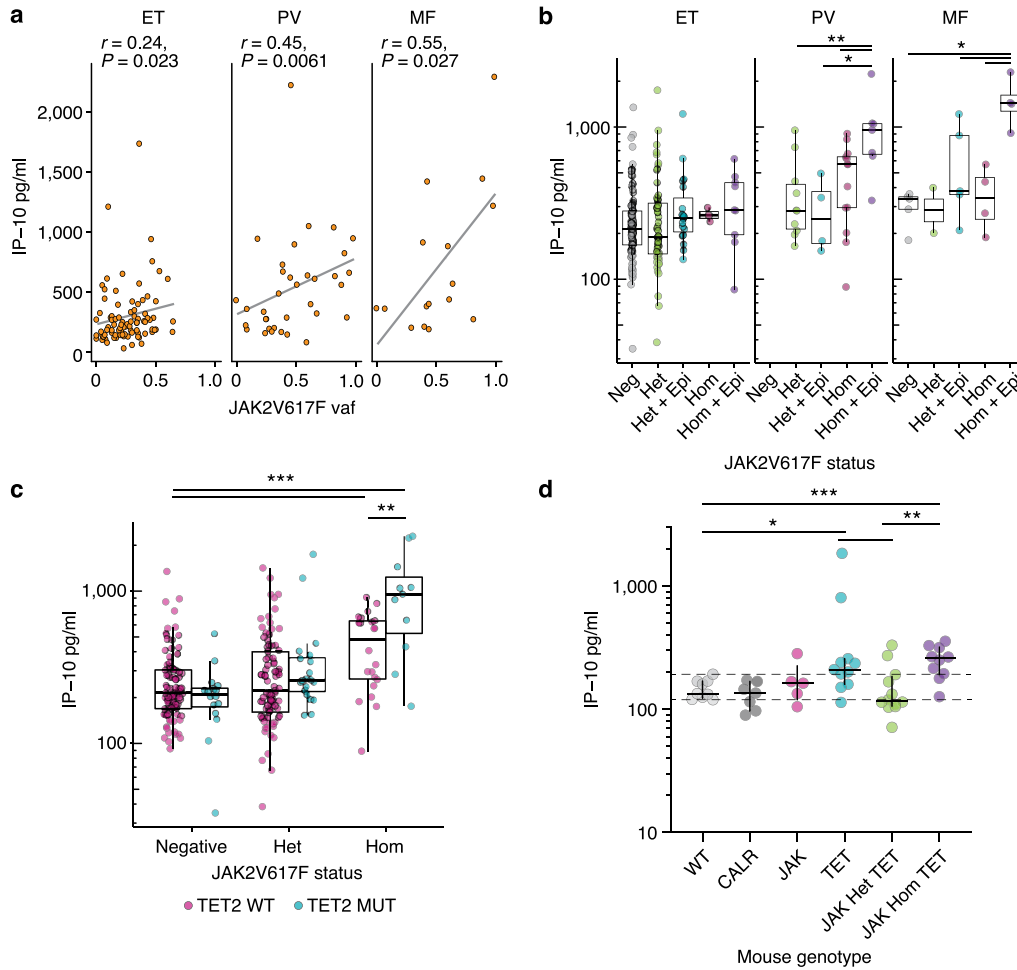 a
ET
PV
MF
r = 0.24,
P = 0.023
r = 0.45,
P = 0.0061
r = 0.55,
P = 0.027
IP−10 pg/ml
2,000
1,500
1,000
500
0
0
0.5
1.0
0
0.5
1.0
0
0.5
1.0
JAK2V617F vaf
b
ET
PV
MF
**
*
*
IP−10 pg/ml
1,000
100
Neg
Het
Het + Epi
Hom
Hom + Epi
Neg
Het
Het + Epi
Hom
Hom + Epi
Neg
Het
Het + Epi
Hom
Hom + Epi
JAK2V617F status
c
***
**
IP−10 pg/ml
1,000
100
Negative
Het
Hom
JAK2V617F status
TET2 WT
TET2 MUT
d
***
*
**
IP−10 pg/ml
1,000
100
10
WT
CALR
JAK
TET
JAK Het TET
JAK Hom TET
Mouse genotype